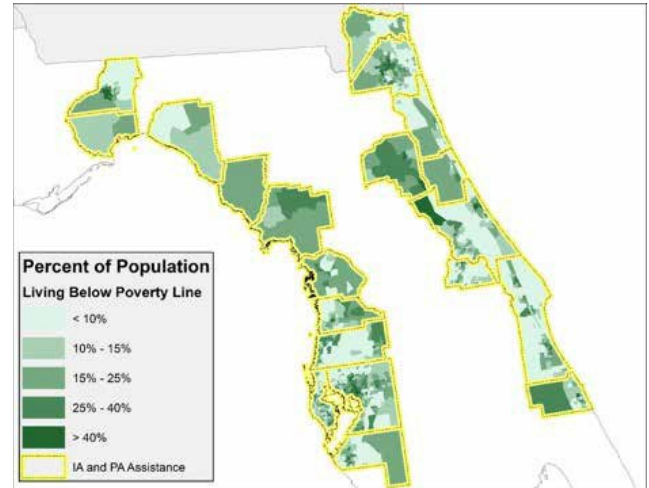 Percent of Population
Living Below Poverty Line
< 10%
10% - 15%
15% - 25%
25% - 40%
> 40%
IA and PA Assistance